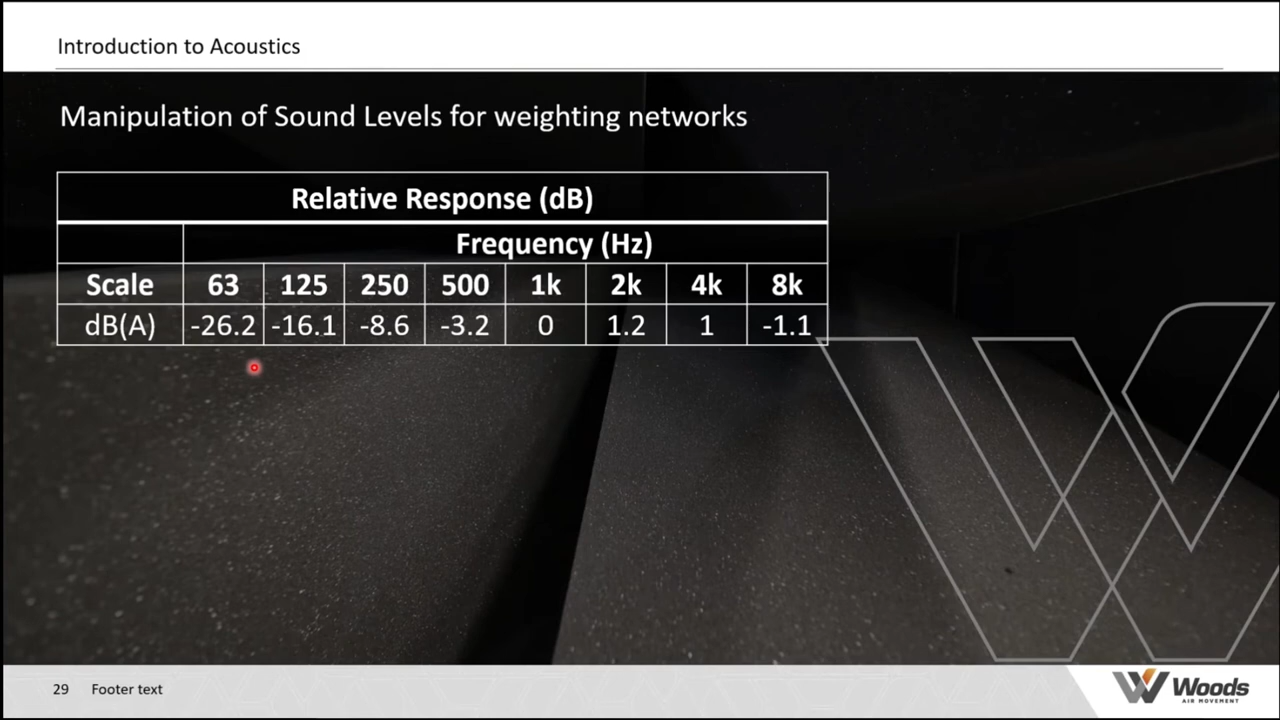 Introduction to Acoustics
Manipulation of Sound Levels for weighting networks
Relative Response (dB)
Frequency (Hz)
Scale 63 125 250 500 1k 2k 4k 8k
dB(A) -26.2 -16.1 -8.6 -3.2 0 1.2 1 -1.1
29 Footer text
Woods
AIR MOVEMENT